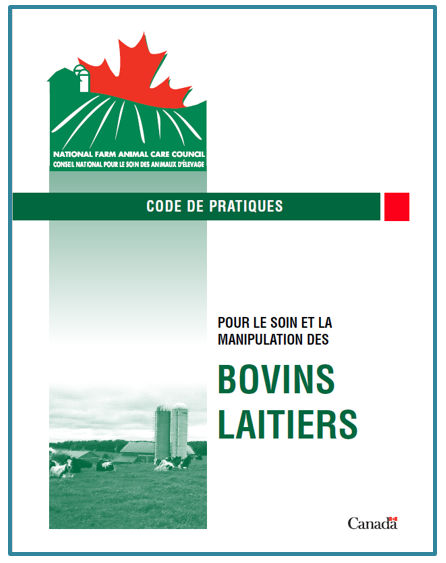 NATIONAL FARM ANIMAL CARE COUNCIL
CONSEIL NATIONAL POUR LE SOIN DES ANIMAUX D'ÉLEVAGE
CODE DE PRATIQUES
POUR LE SOIN ET LA
MANIPULATION DES
BOVINS
LAITIERS
Canada